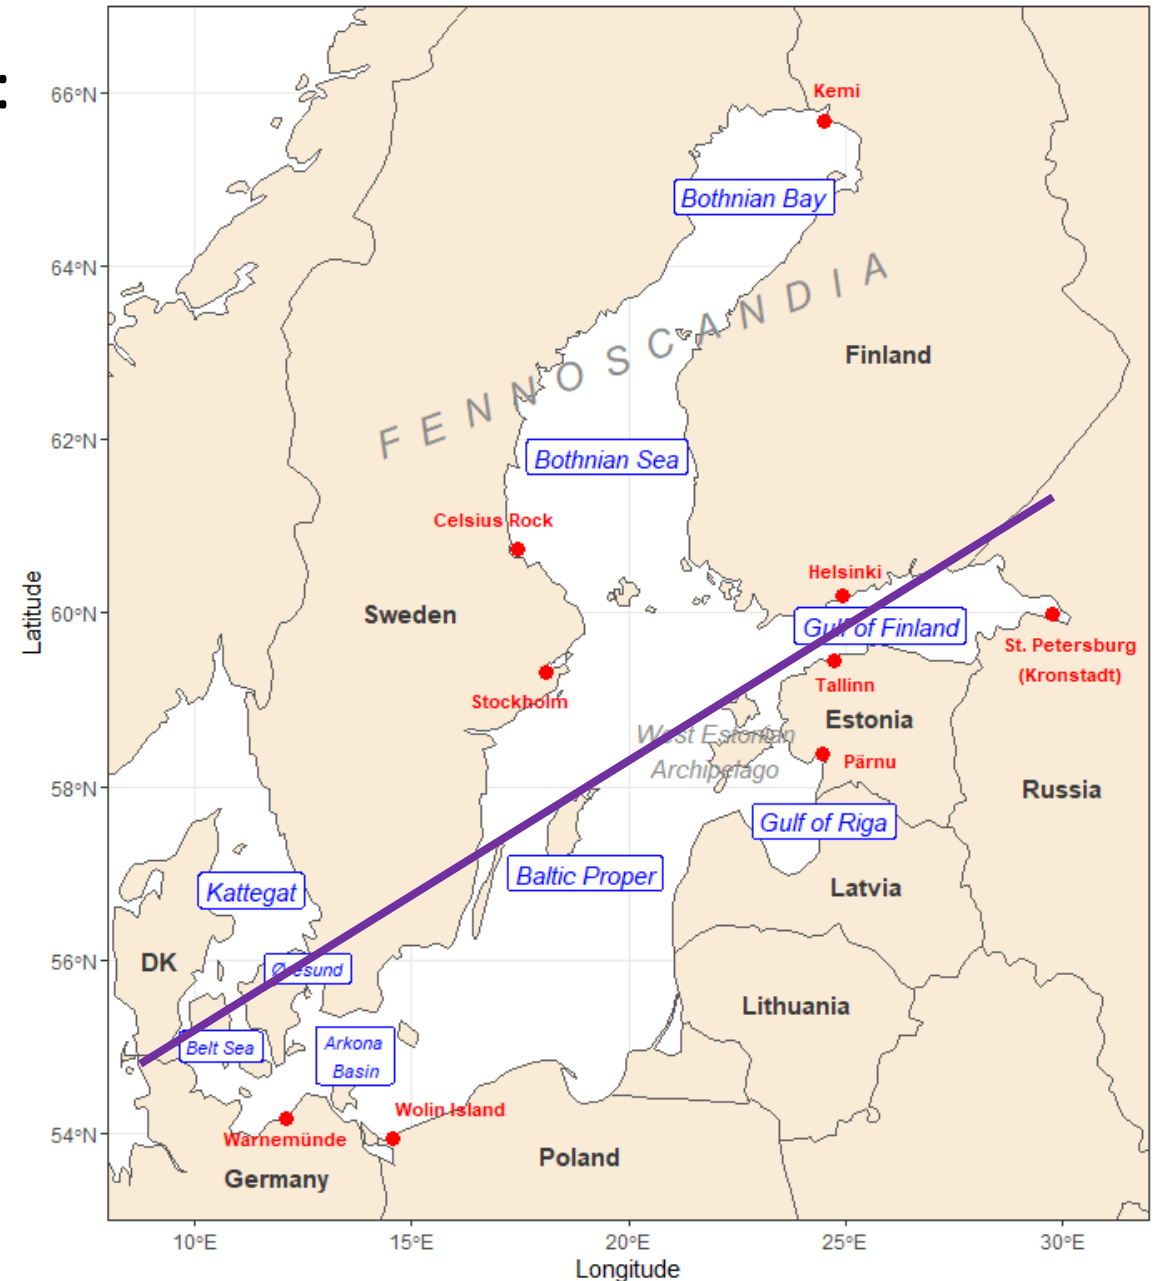 :
66°N
64°N
62°N
60°N
58°N
56°N
54°N
Latitude
Kemi
Bothnian Bay
FENNOSCANDIA
Finland
Bothnian Sea
Celsius Rock
Helsinki
Sweden
Gulf of Finland
St. Petersburg
(Kronstadt)
Stockholm
Tallinn
Estonia
West Estonian
Archipelago
Pärnu
Russia
Gulf of Riga
Baltic Proper
Latvia
Kattegat
DK
Øresund
Lithuania
Belt Sea
Arkona
Basin
Wolin Island
Warnemünde
Poland
Germany
10°E
15°E
20°E
25°E
30°E
Longitude